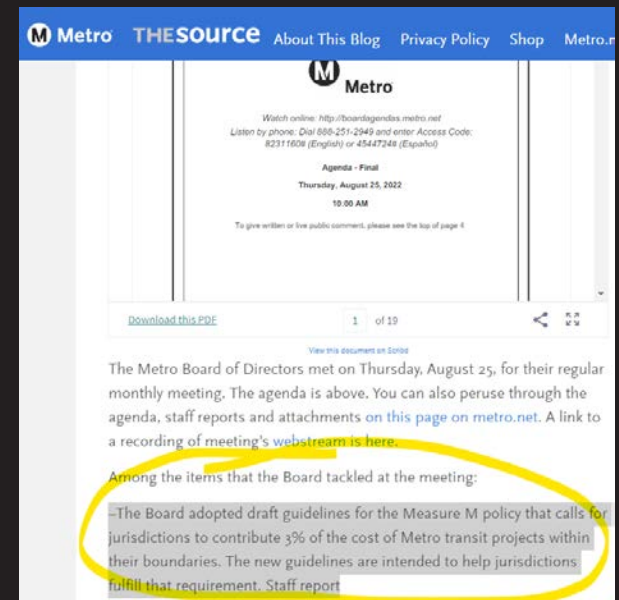 M Metro THE SOURCE About This Blog Privacy Policy Shop
M
Metro
Watch online: http://boardagendas.metro.net
Listen by phone: Dial 888-251-2949 and enter Access Code:
8231160# (English) or 4544724# (Español)
Agenda - Final
Thursday, August 25, 2022
10:00 AM
To give written or live public comment, please see the top of page 4
Download this PDF 1 of 19
View this document on Scribd
The Metro Board of Directors met on Thursday, August 25, for their regular
monthly meeting. The agenda is above. You can also peruse through the
agenda, staff reports and attachments on this page on metro.net. A link to
a recording of meeting's webstream is here.
Among the items that the Board tackled at the meeting:
–The Board adopted draft guidelines for the Measure M policy that calls for
jurisdictions to contribute 3% of the cost of Metro transit projects within
their boundaries. The new guidelines are intended to help jurisdictions
fulfill that requirement. Staff report